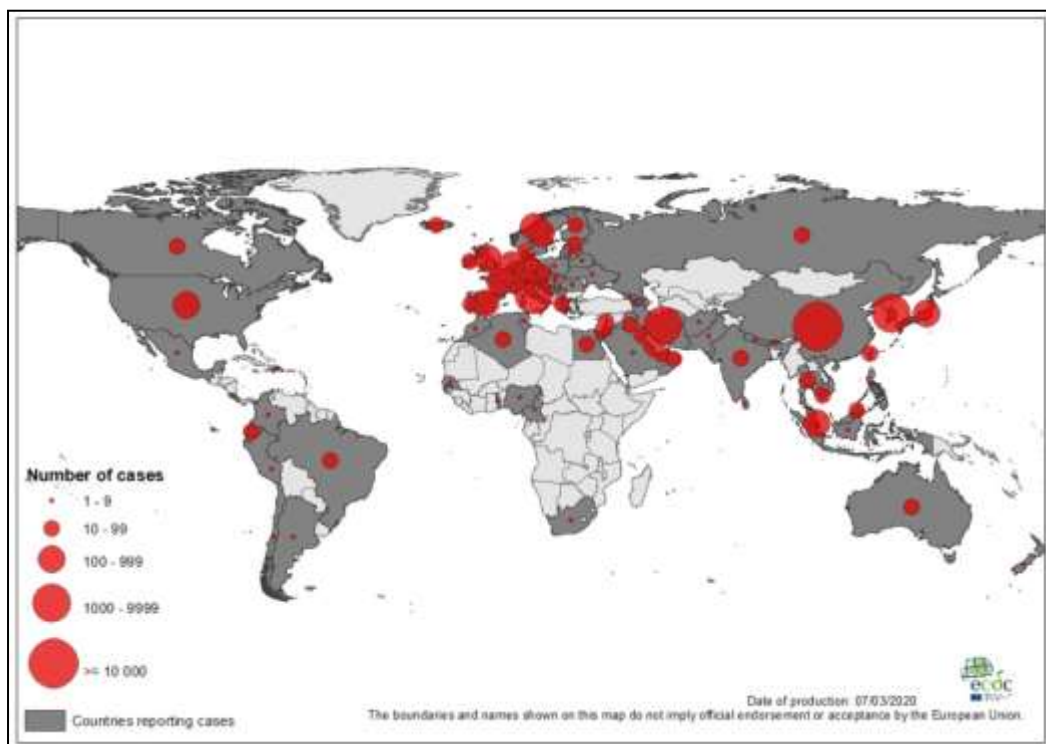 Number of cases
1 - 9
10 - 99
100 - 999
1000 - 9999
>= 10 000
Countries reporting cases
ecdc
Date of production: 07/03/2020
The boundaries and names shown on this map do not imply official endorsement or acceptance by the European Union.